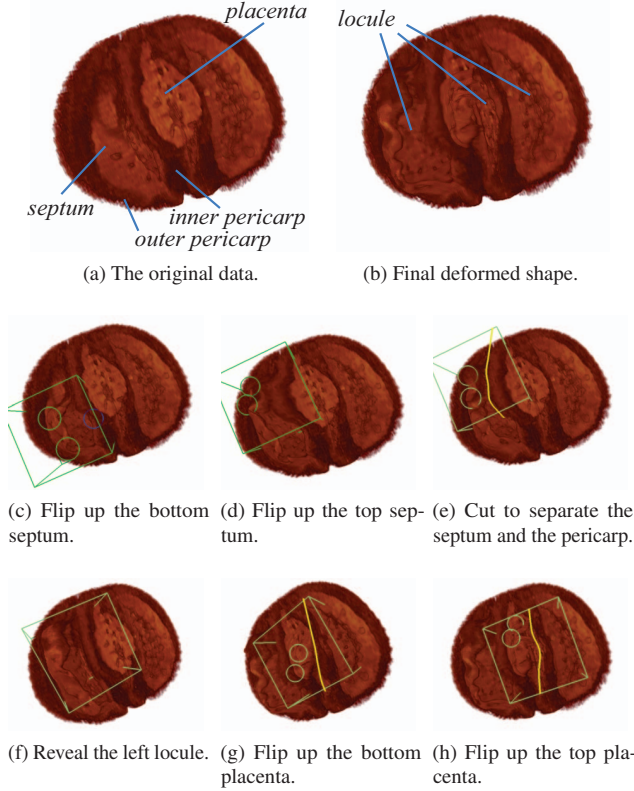 placenta
locule
septum
inner pericarp
outer pericarp
(a) The original data.
(b) Final deformed shape.
(c) Flip up the bottom
septum.
(d) Flip up the top sep-
tum.
(e) Cut to separate the
septum and the pericarp.
(f) Reveal the left locule.
(g) Flip up the bottom
placenta.
(h) Flip up the top pla-
centa.